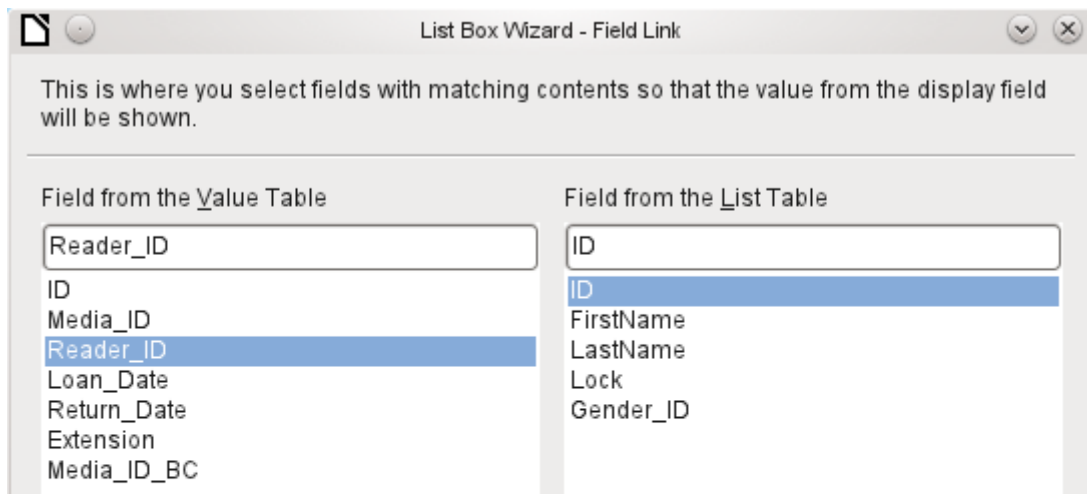 List Box Wizard - Field Link
This is where you select fields with matching contents so that the value from the display field
will be shown.
Field from the Value Table
Reader_ID
ID
Media_ID
Reader_ID
Loan_Date
Return_Date
Extension
Media_ID_BC
Field from the List Table
ID
ID
FirstName
LastName
Lock
Gender_ID